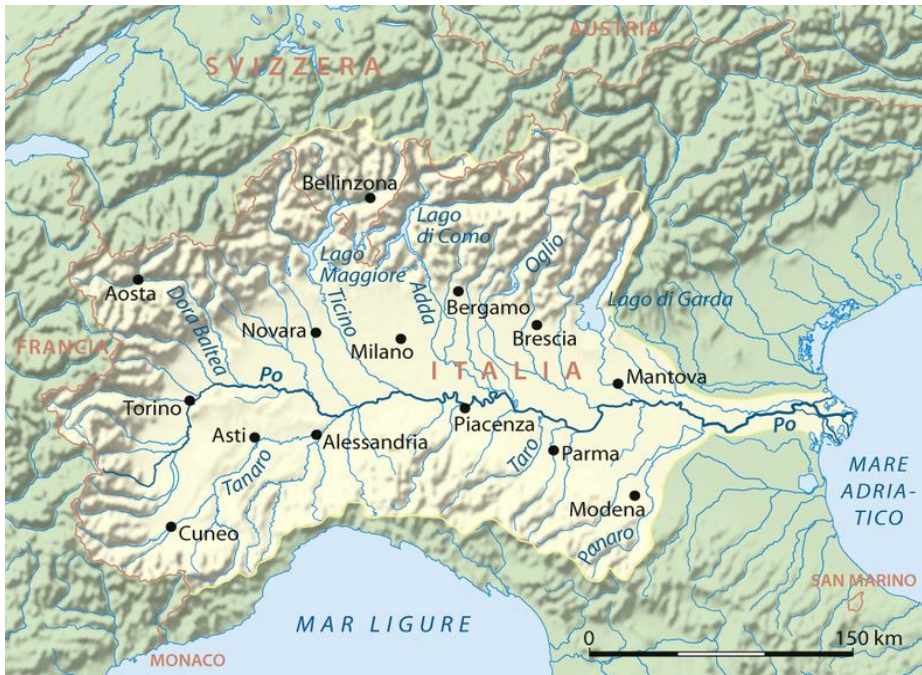 AUSTRIA
SVIZZERA
Bellinzona
Lago
di Como
Lago
Maggiore
Oglio
Aosta
Dora Baltea
Ticino
Adda
Bergamo
Lago di Garda
Novara
Milano
Brescia
FRANCIA
ITALIA
Po
Mantova
Torino
Piacenza
Po
Asti
Alessandria
Tanaro
Taro
Parma
MARE
ADRIA-
TICO
Modena
Cuneo
Panaro
SAN MARINO
MAR LIGURE
0
150 km
MONACO